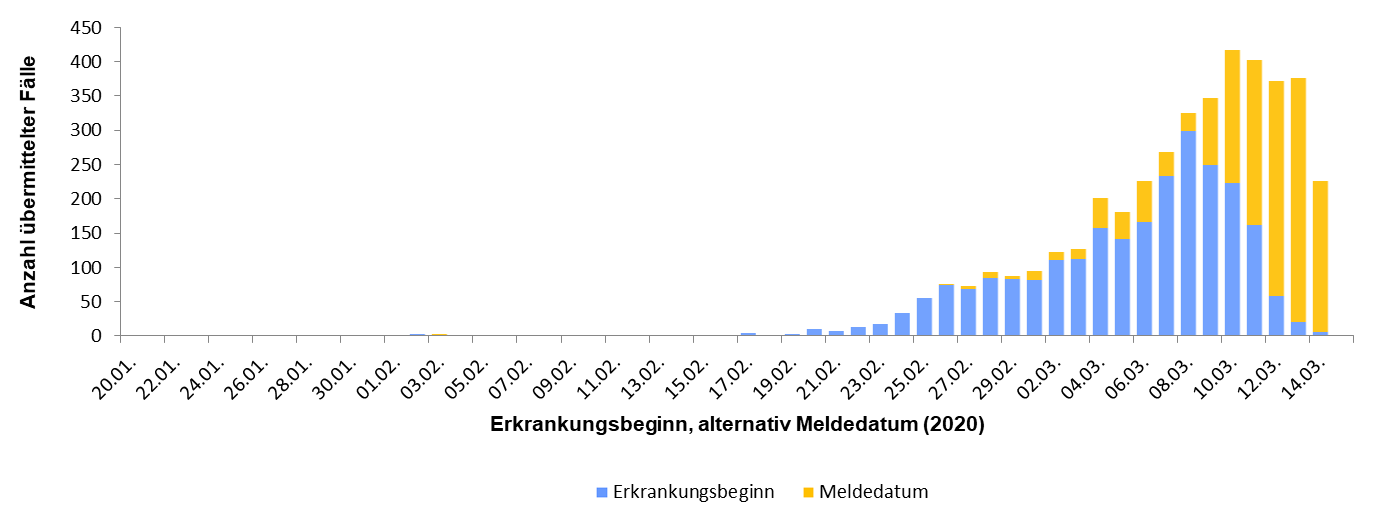 Anzahl übermittelter Fälle
450
400
350
300
250
200
150
100
50
0
20.01. 22.01. 24.01. 26.01. 28.01. 30.01. 01.02. 03.02. 05.02. 07.02. 09.02. 11.02. 13.02. 15.02. 17.02. 19.02. 21.02. 23.02. 25.02. 27.02. 29.02. 02.03. 04.03. 06.03. 08.03. 10.03. 12.03. 14.03.
Erkrankungsbeginn, alternativ Meldedatum (2020)
Erkrankungsbeginn Meldedatum